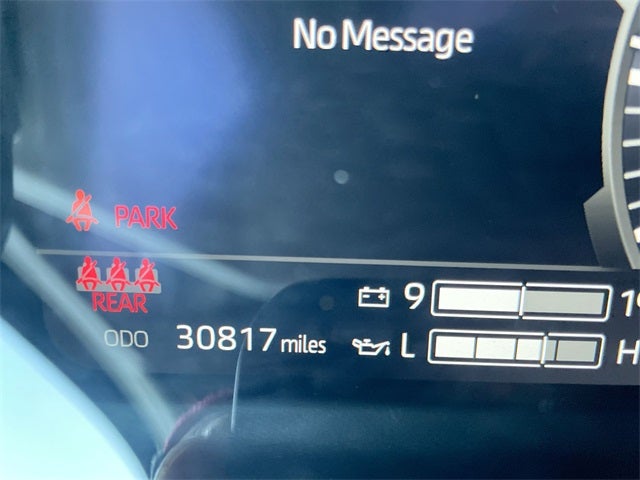 No Message
PARK
REAR
9
ODO 30817 miles
L H